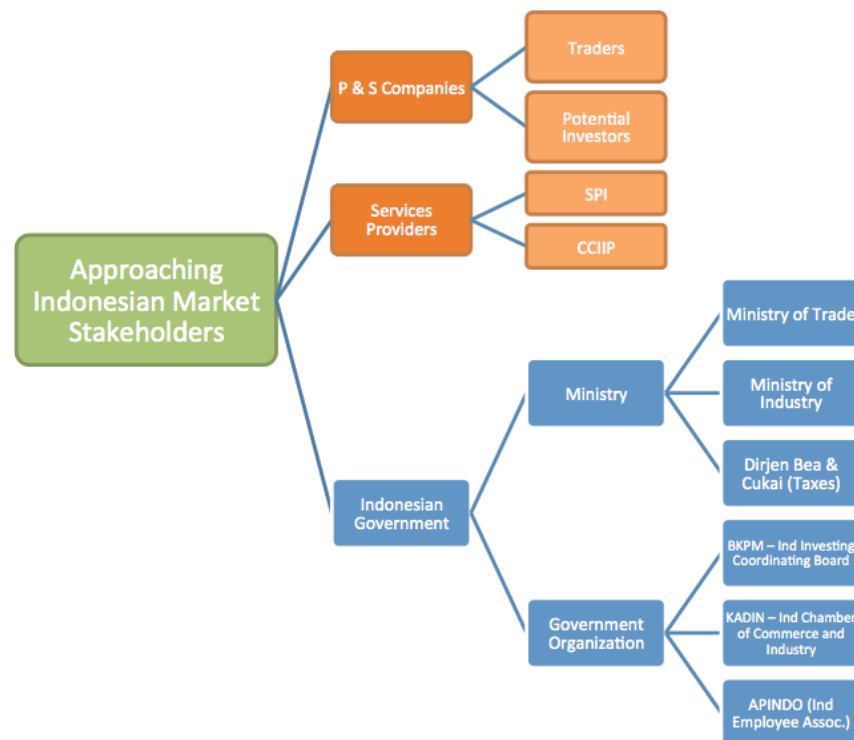 Approaching
Indonesian Market
Stakeholders
P & S Companies
Traders
Potential
Investors
Services
Providers
SPI
CCIIP
Indonesian
Government
Ministry
Ministry of Trade
Ministry of
Industry
Dirjen Bea &
Cukai (Taxes)
Government
Organization
BKPM – Ind Investing
Coordinating Board
KADIN – Ind Chamber
of Commerce and
Industry
APINDO (Ind
Employee Assoc.)